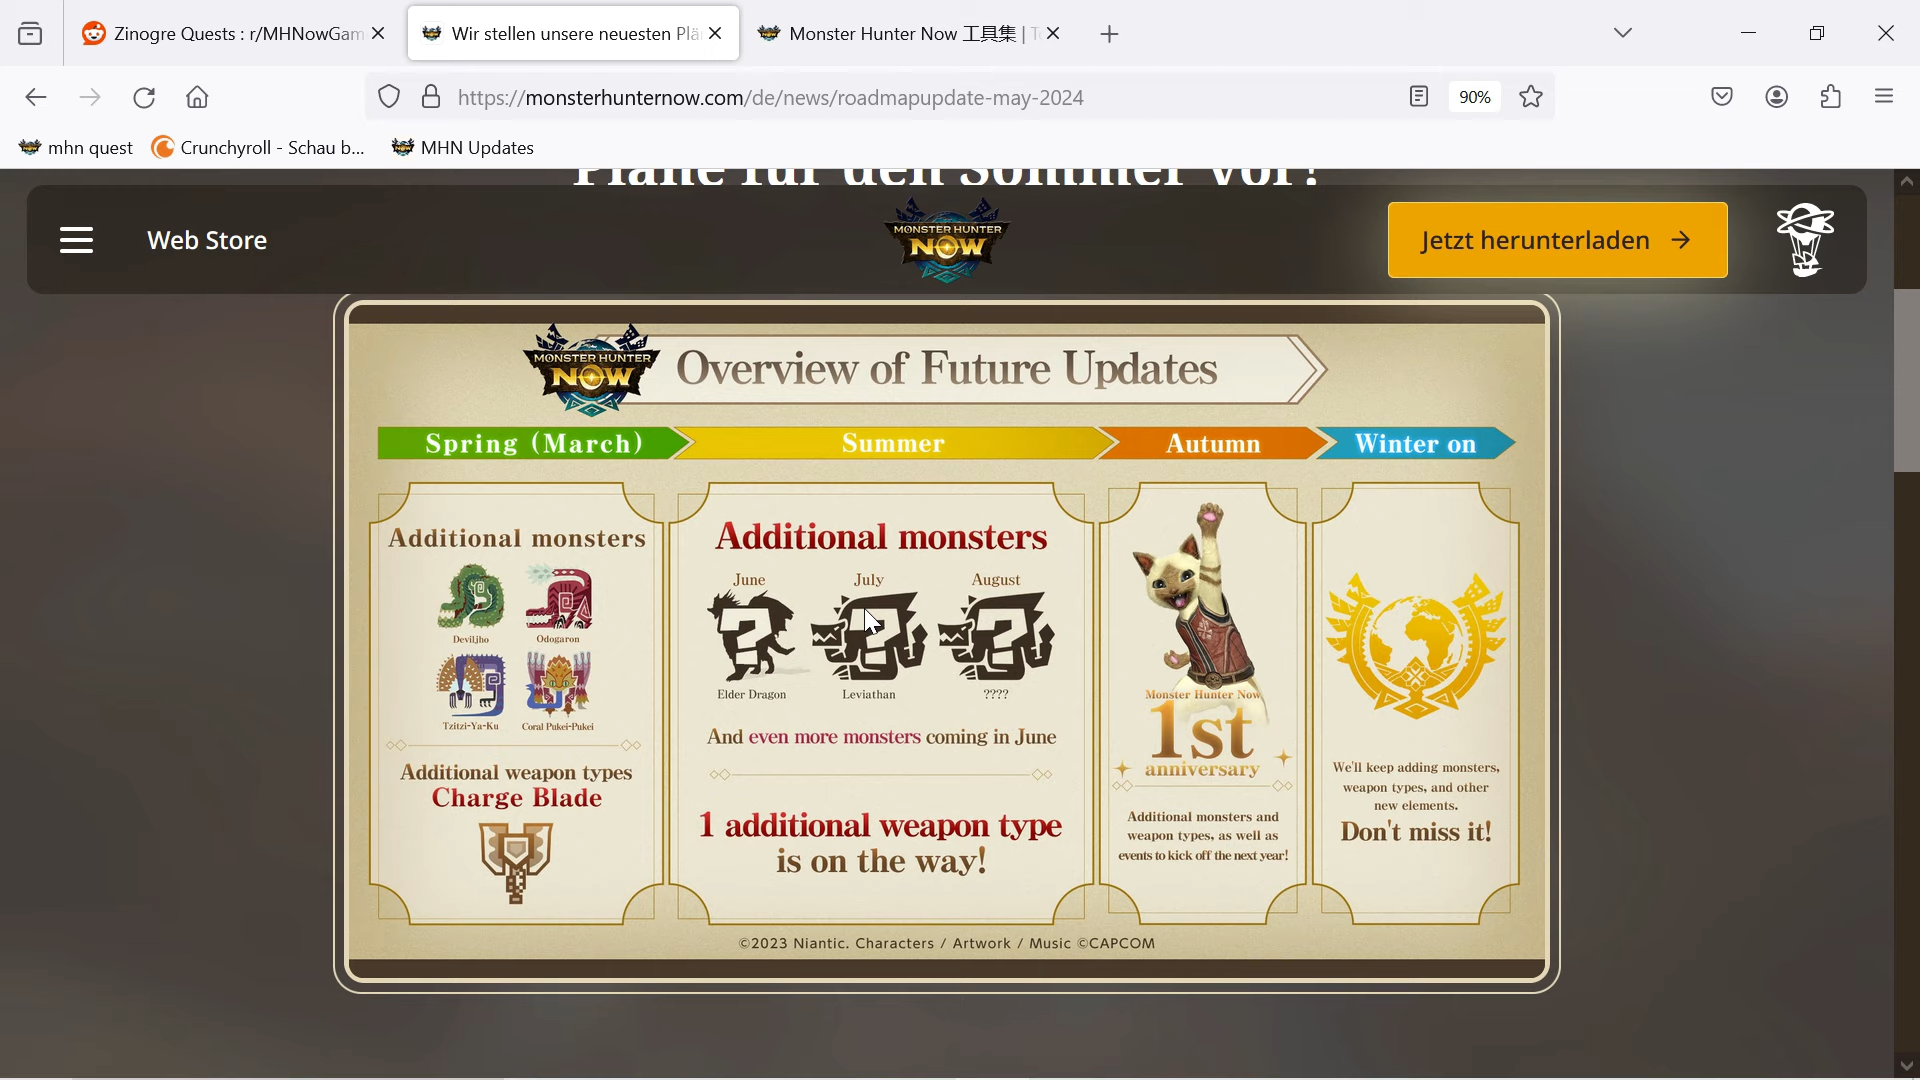 Zinogre Quests : r/MHNowGam
Wir stellen unsere neuesten Plä
Monster Hunter Now 工具集 | T
https://monsterhunternow.com/de/news/roadmapupdate-may-2024
90%
mhn quest
Crunchyroll - Schau b...
MHN Updates
Pläne für den Sommer vor!
Web Store
MONSTER HUNTER
NOW
Jetzt herunterladen →
MONSTER HUNTER
NOW
Overview of Future Updates
Spring (March)
Summer
Autumn
Winter on
Additional monsters
Deviljho
Odogaron
Tzitzi-Ya-Ku
Coral Pukei-Pukei
Additional weapon types
Charge Blade
Additional monsters
June
July
August
?
?
?
Elder Dragon
Leviathan
????
And even more monsters coming in June
1 additional weapon type
is on the way!
Monster Hunter Now
1st
anniversary
Additional monsters and
weapon types, as well as
events to kick off the next year!
We'll keep adding monsters,
weapon types, and other
new elements.
Don't miss it!
©2023 Niantic. Characters / Artwork / Music ©CAPCOM